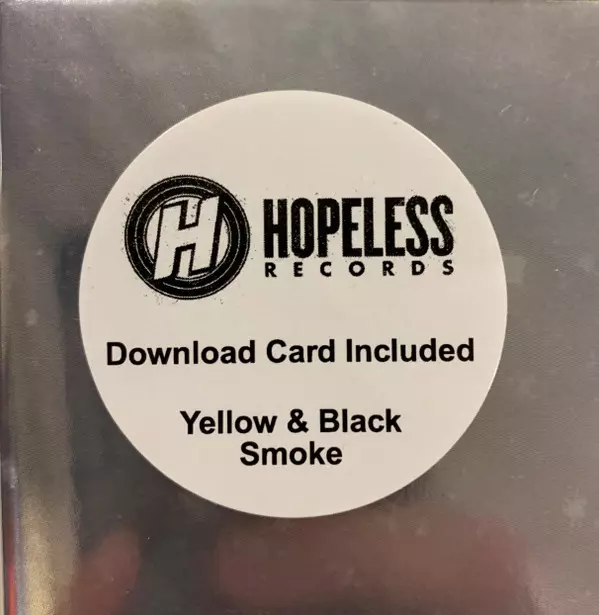 H
HOPELESS
RECORDS
Download Card Included
Yellow & Black
Smoke